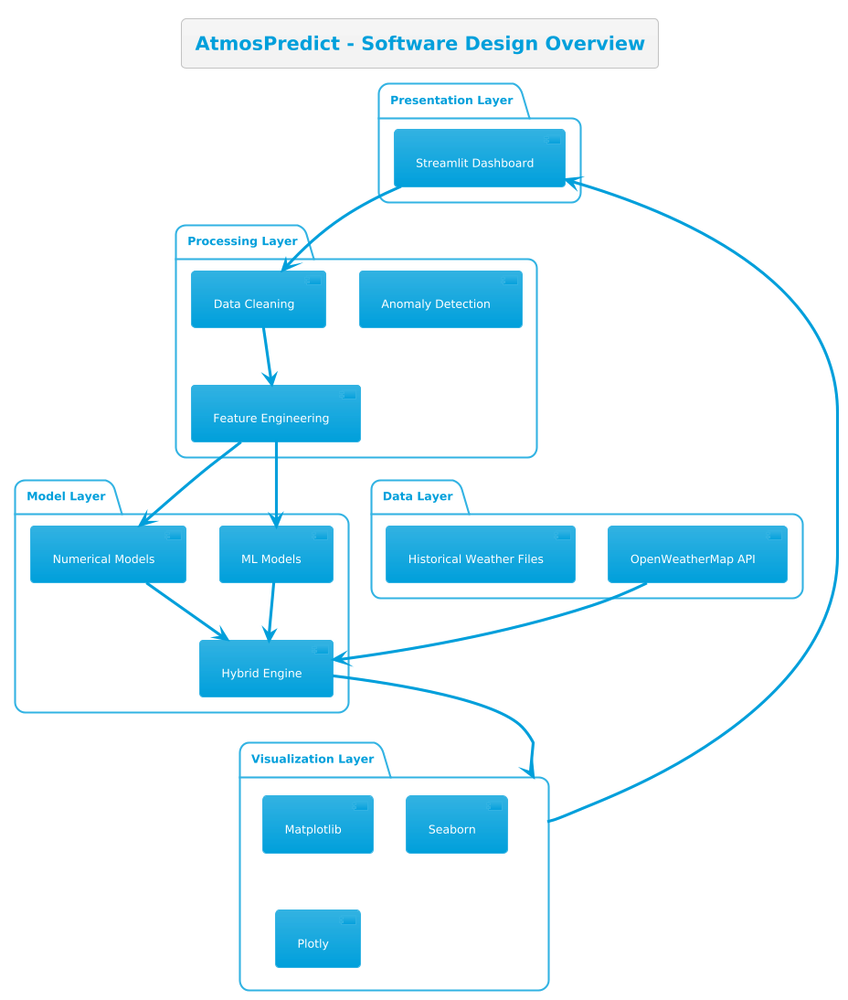 AtmosPredict - Software Design Overview
Presentation Layer
Streamlit Dashboard
Processing Layer
Data Cleaning
Anomaly Detection
Feature Engineering
Model Layer
Data Layer
Numerical Models
ML Models
Historical Weather Files
OpenWeatherMap API
Hybrid Engine
Visualization Layer
Matplotlib
Seaborn
Plotly